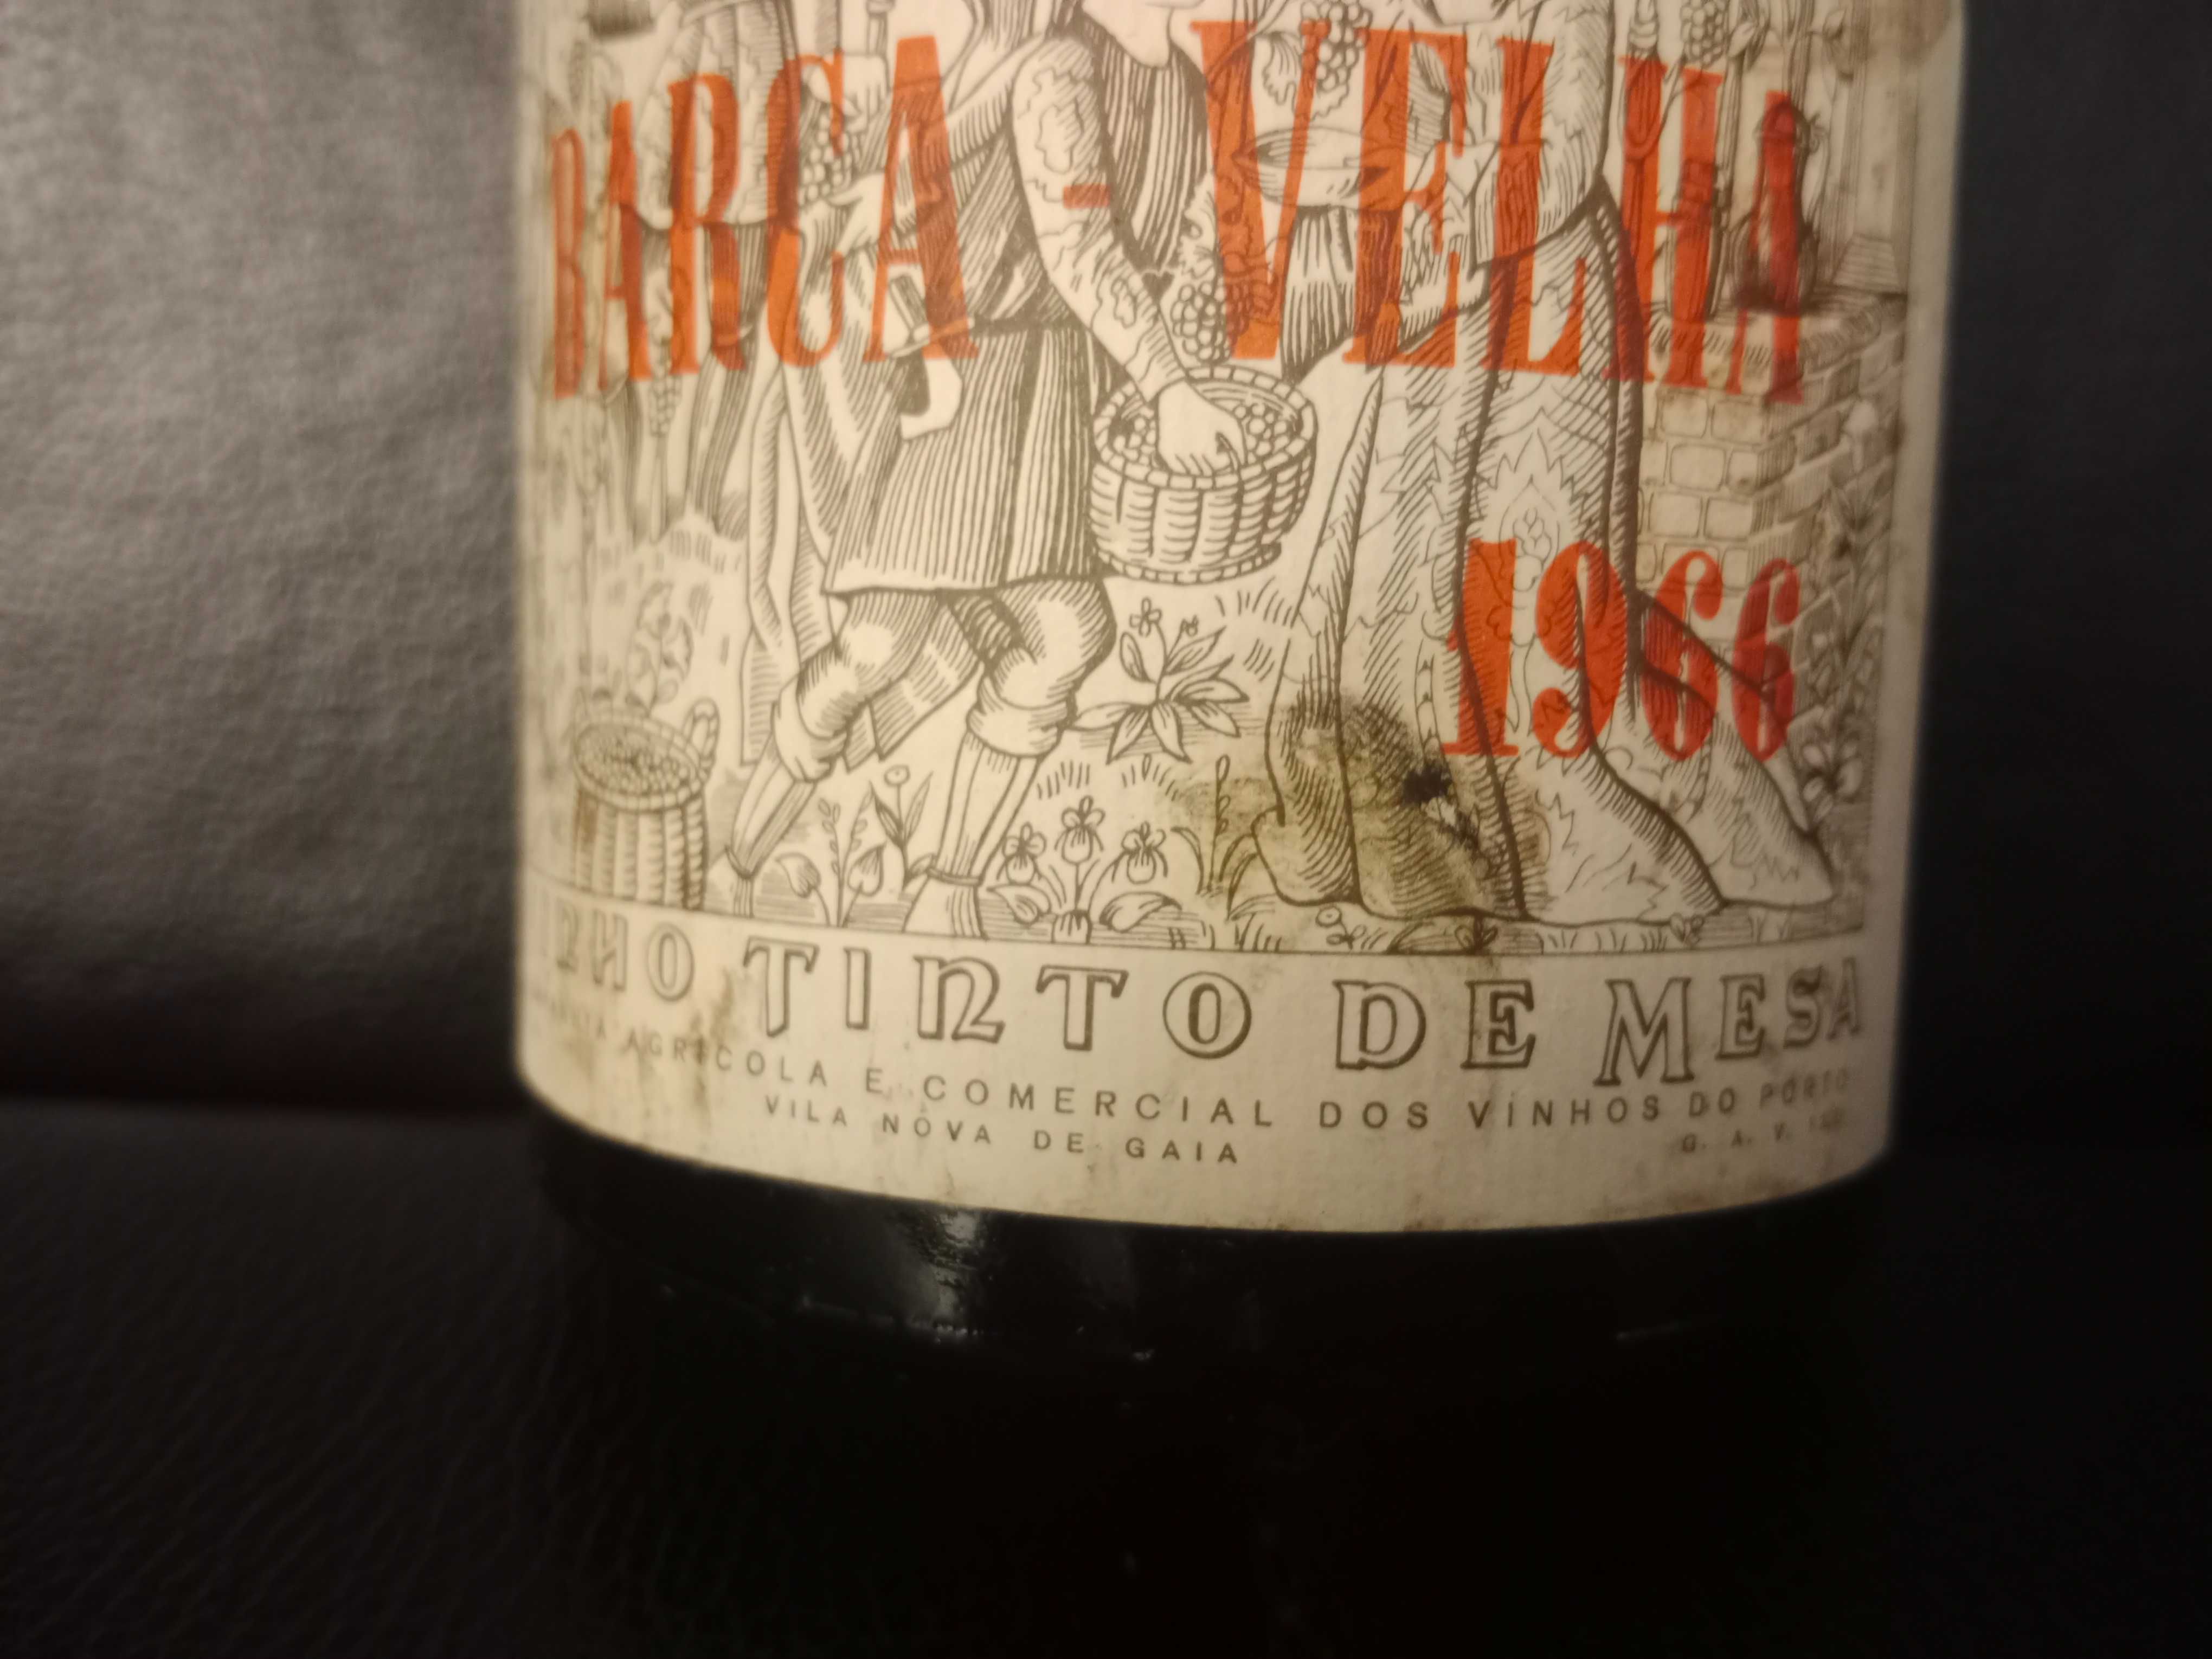 BARCA-VELHA
1966
TINTO DE MESA
AGRICOLA E COMERCIAL DOS VINHOS DO PORTO
VILA NOVA DE GAIA
G. A. V.